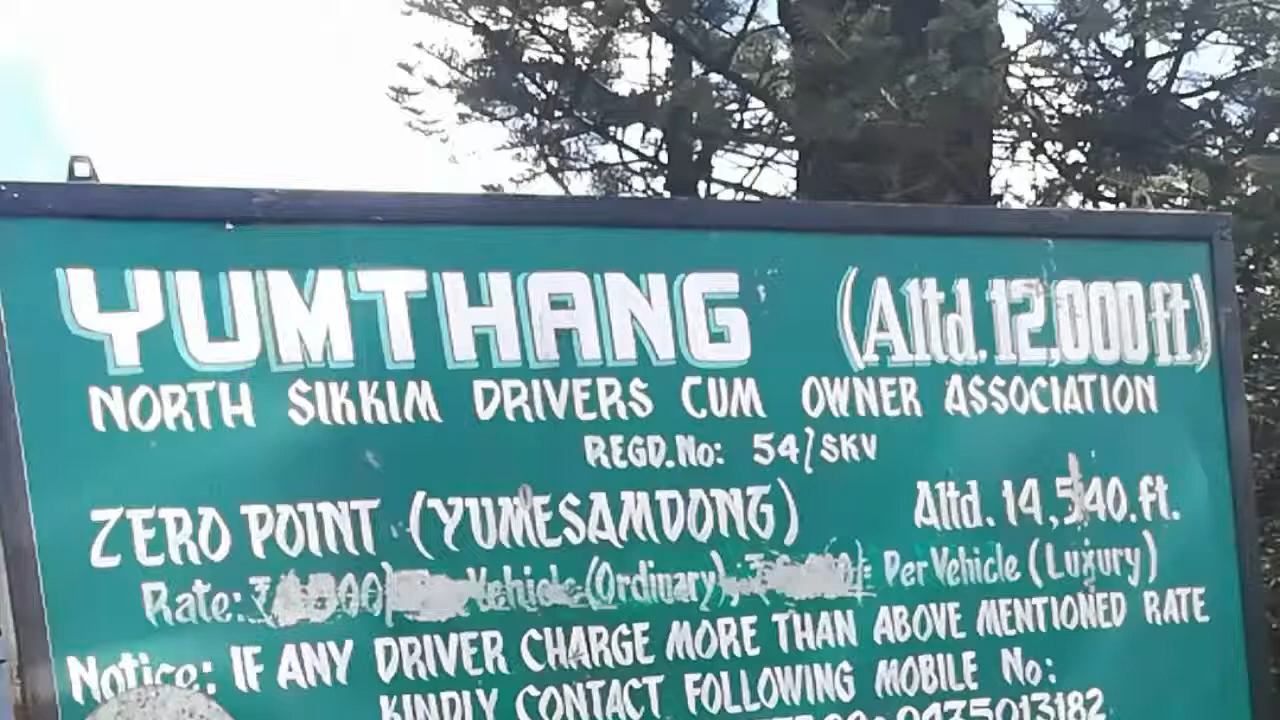 YUMTHANG (Altd. 12,000 ft.)
NORTH SIKKIM DRIVERS CUM OWNER ASSOCIATION
REGD.No: 54/SKV
ZERO POINT (YUMESAMDONG) Altd. 14,540.ft.
Rate: Vehicle (Ordinary), Per Vehicle (Luxury)
Notice: IF ANY DRIVER CHARGE MORE THAN ABOVE MENTIONED RATE
KINDLY CONTACT FOLLOWING MOBILE No: